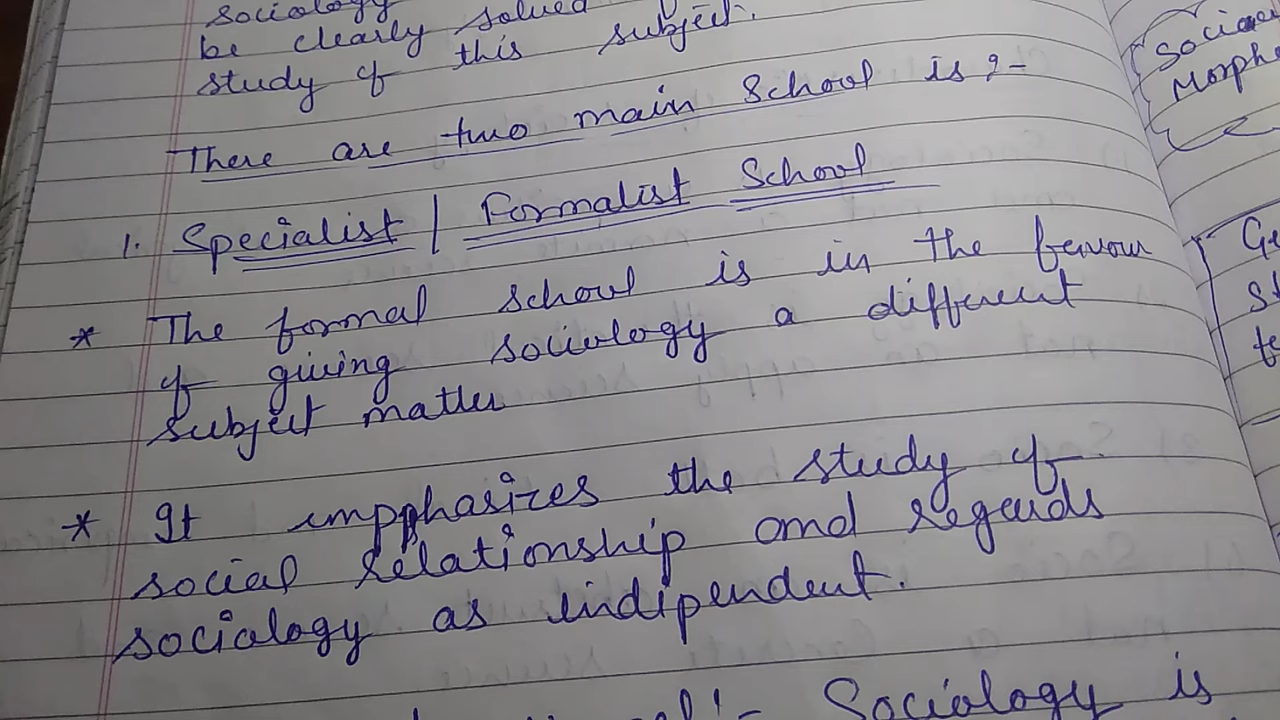 sociology
be clearly solved
study of this subject.
There are two main School is :-
1. Specialist / Formalist School
* The formal school is in the favour
of giving sociology a different
subject matter
* It empphasizes the study of
social relationship and regards
sociology as indipendent.
Sociology is
Morph